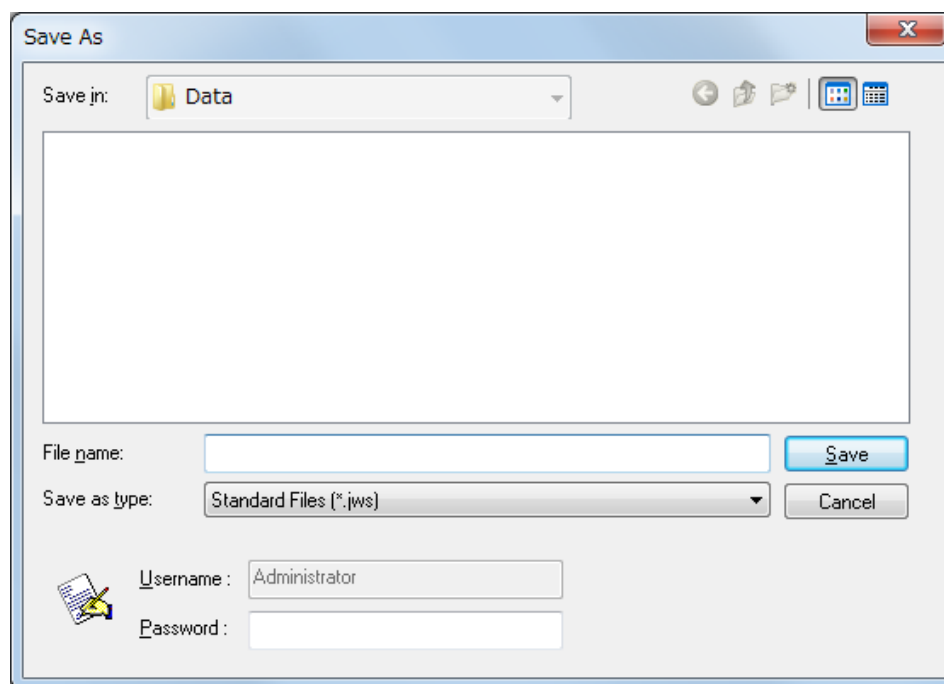 Save As
Save in: Data
File name:
Save
Save as type: Standard Files (*.jws)
Cancel
Username : Administrator
Password :